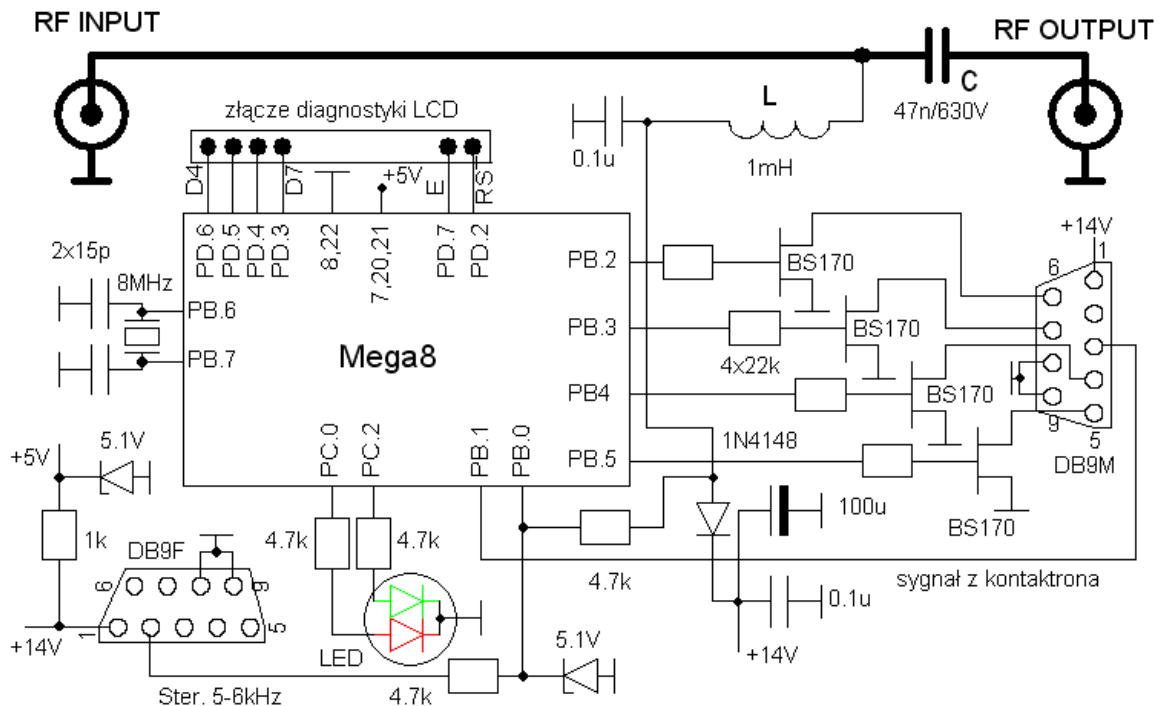 RF INPUT
RF OUTPUT
C
47n/630V
L
1mH
0.1u
złącze diagnostyki LCD
D4
D7
+5V
E
RS
PD.6
PD.5
PD.4
PD.3
8,22
7,20,21
PD.7
PD.2
2x15p
8MHz
PB.6
PB.7
Mega8
PB.2
PB.3
PB4
PB.5
PC.0
PC.2
PB.1
PB.0
BS170
BS170
BS170
BS170
4x22k
+14V
1
6
9
5
DB9M
1N4148
100u
0.1u
+14V
sygnał z kontaktrona
4.7k
5.1V
+5V
5.1V
1k
DB9F
6
9
1
5
+14V
4.7k
4.7k
LED
4.7k
Ster. 5-6kHz